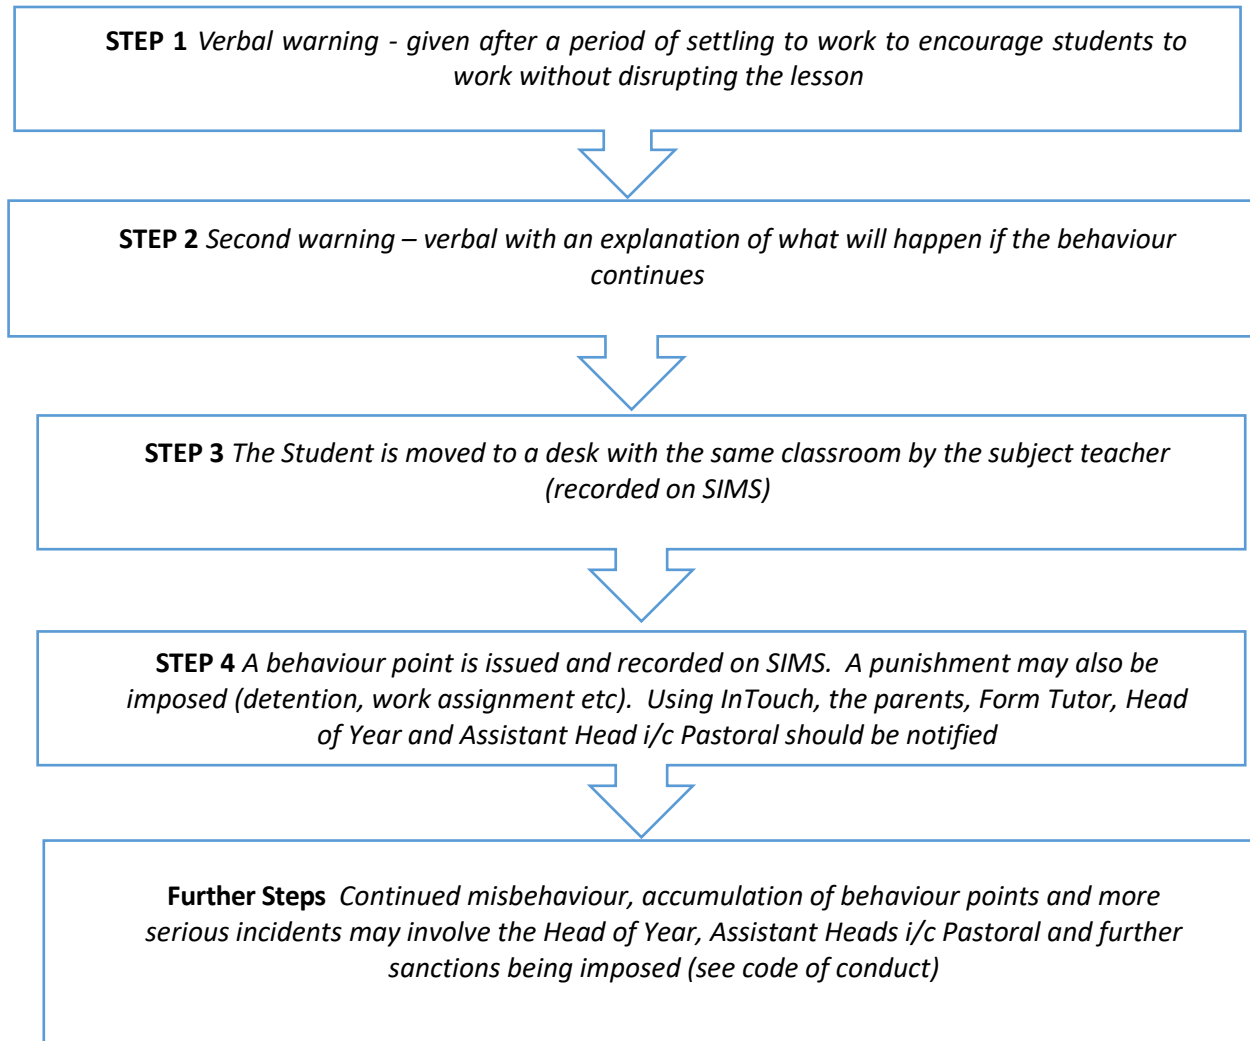 STEP 1 Verbal warning - given after a period of settling to work to encourage students to
work without disrupting the lesson
STEP 2 Second warning – verbal with an explanation of what will happen if the behaviour
continues
STEP 3 The Student is moved to a desk with the same classroom by the subject teacher
(recorded on SIMS)
STEP 4 A behaviour point is issued and recorded on SIMS.  A punishment may also be
imposed (detention, work assignment etc).  Using InTouch, the parents, Form Tutor, Head
of Year and Assistant Head i/c Pastoral should be notified
Further Steps  Continued misbehaviour, accumulation of behaviour points and more
serious incidents may involve the Head of Year, Assistant Heads i/c Pastoral and further
sanctions being imposed (see code of conduct)